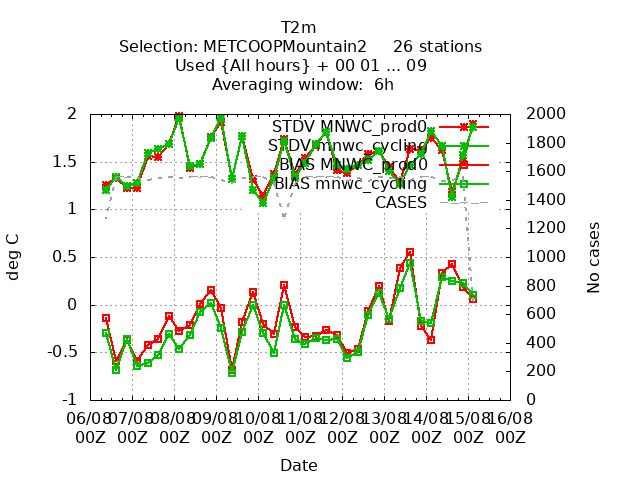 T2m
Selection: METCOOPMountain2 26 stations
Used {All hours} + 00 01 ... 09
Averaging window: 6h
STDV MNWC_prod0
STDV mnwc_cycling
BIAS MNWC_prod0
BIAS mnwc_cycling
CASES
2
1.5
1
0.5
0
-0.5
-1
deg C
2000
1800
1600
1400
1200
1000
800
600
400
200
0
No cases
06/08 07/08 08/08 09/08 10/08 11/08 12/08 13/08 14/08 15/08 16/08
00Z 00Z 00Z 00Z 00Z 00Z 00Z 00Z 00Z 00Z 00Z
Date